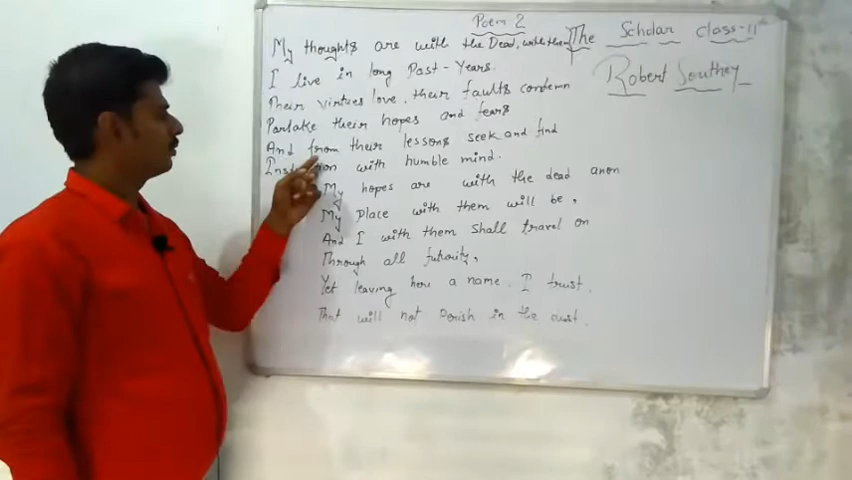 Poem 2
The Scholar class-11th
Robert Southey
My thoughts are with the Dead, with them
I live in long Past-Years.
Their virtues love, their faults condemn
Partake their hopes and fears
And from their lessons seek and find
with humble mind.
My hopes are with the dead anon
My place with them will be,
And I with them shall travel on
Through all futurity,
Yet leaving here a name. I trust.
That will not Perish in the dust.